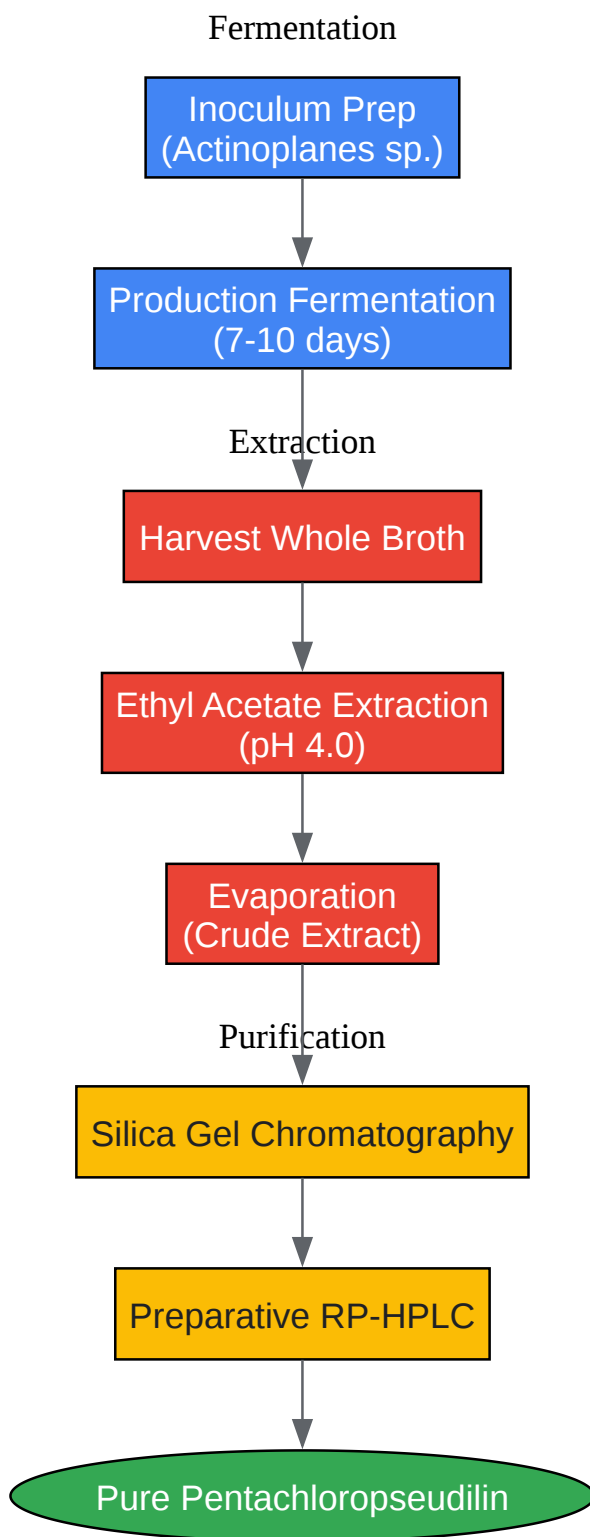 Fermentation
Inoculum Prep
(Actinoplanes sp.)
Production Fermentation
(7-10 days)
Extraction
Harvest Whole Broth
Ethyl Acetate Extraction
(pH 4.0)
Evaporation
(Crude Extract)
Purification
Silica Gel Chromatography
Preparative RP-HPLC
Pure Pentachloropseudilin